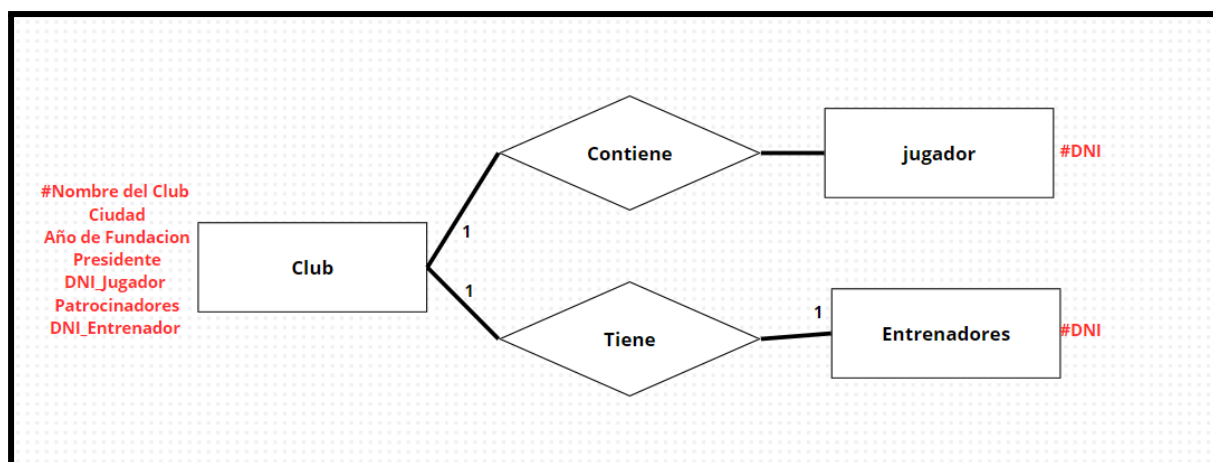 Contiene
jugador
#DNI
#Nombre del Club
Ciudad
Año de Fundacion
Presidente
DNI_Jugador
Patrocinadores
DNI_Entrenador
Club
1
1
Tiene
1
Entrenadores
#DNI